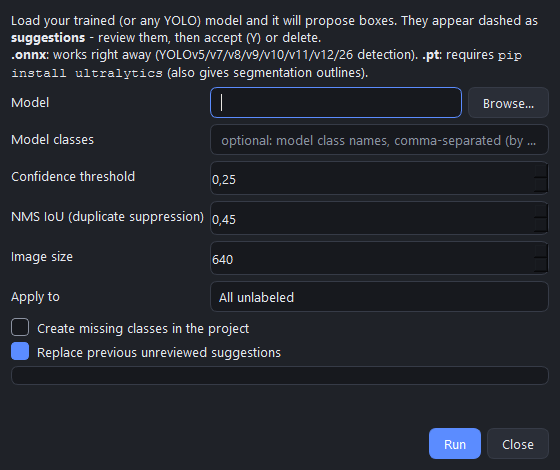 Load your trained (or any YOLO) model and it will propose boxes. They appear dashed as
suggestions - review them, then accept (Y) or delete.
.onnx: works right away (YOLOv5/v7/v8/v9/v10/v11/v12/26 detection). .pt: requires pip
install ultralytics (also gives segmentation outlines).
Model
Browse...
Model classes
optional: model class names, comma-separated (by ...
Confidence threshold
0,25
NMS IoU (duplicate suppression)
0,45
Image size
640
Apply to
All unlabeled
Create missing classes in the project
Replace previous unreviewed suggestions
Run
Close